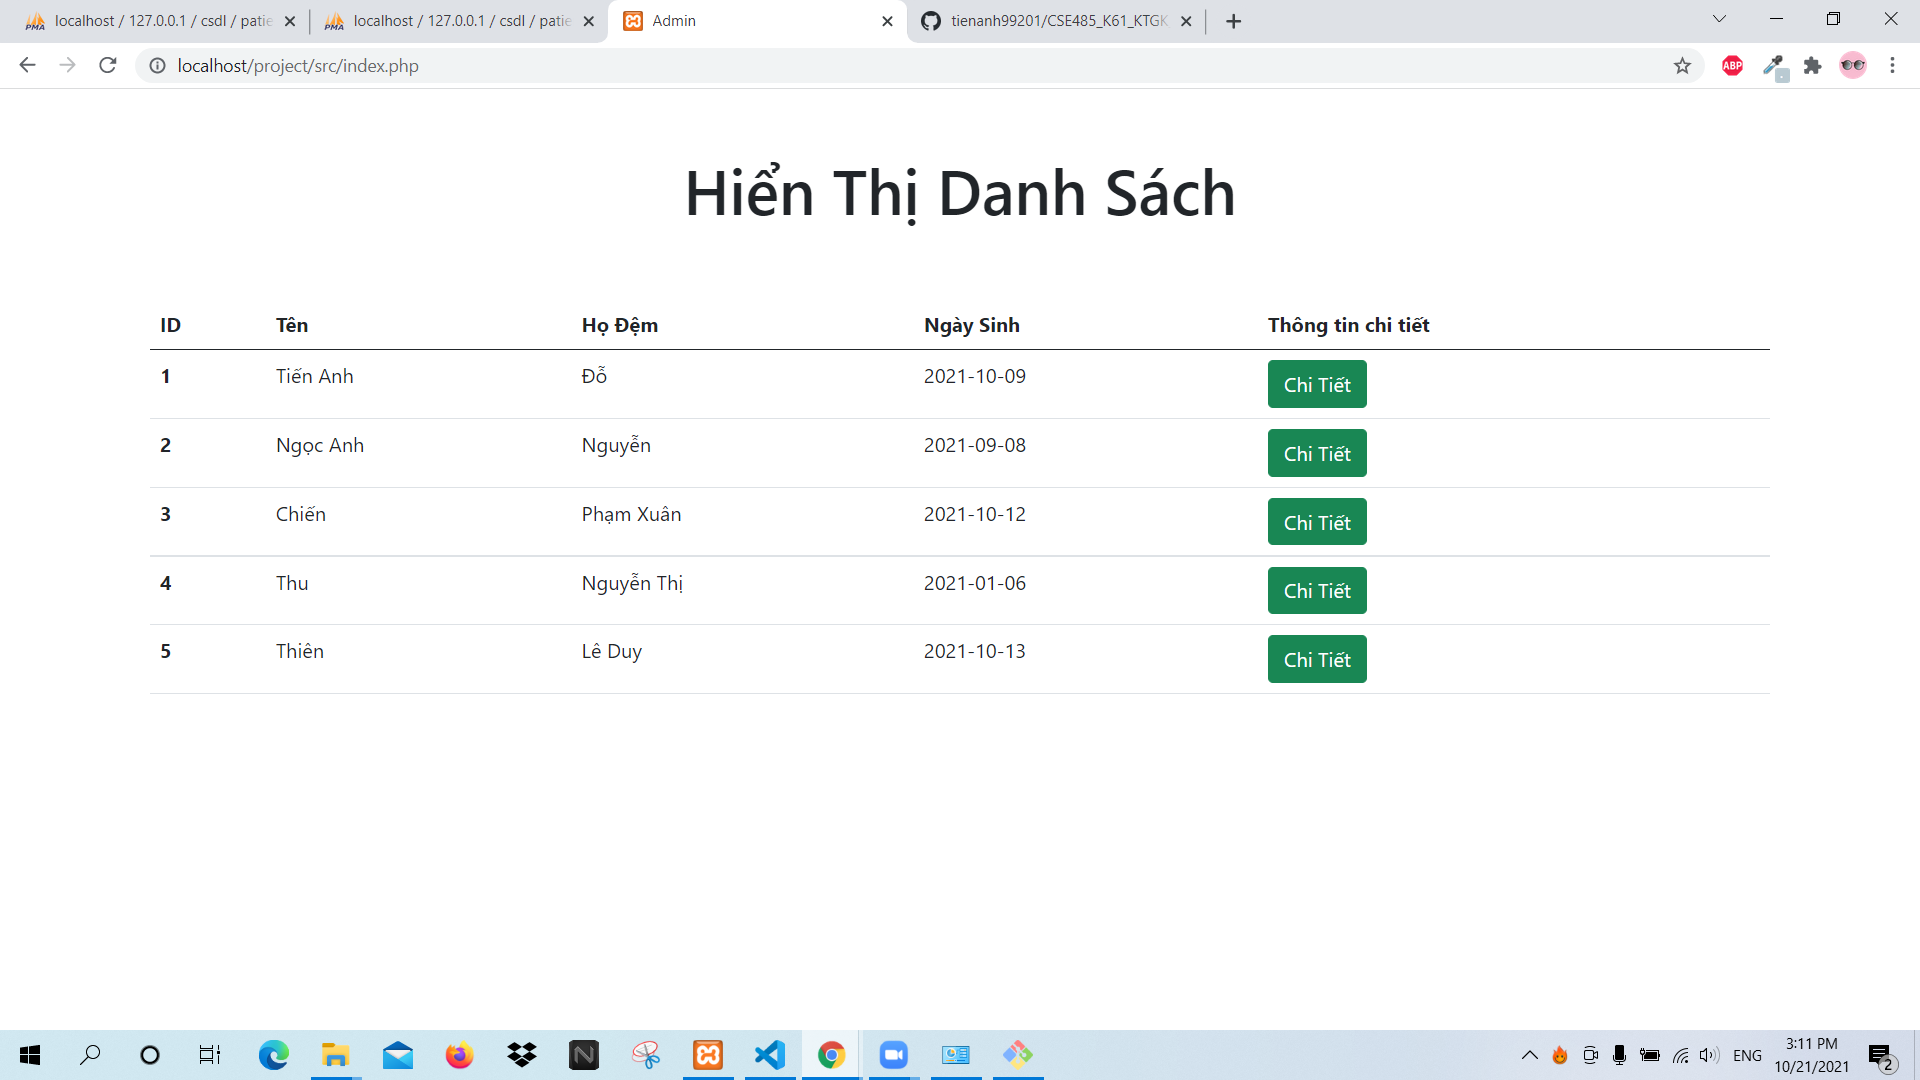 localhost / 127.0.0.1 / csdl / patie
localhost / 127.0.0.1 / csdl / patie
Admin
tienanh99201/CSE485_K61_KTGK
localhost/project/src/index.php
ABP
Hiển Thị Danh Sách
ID Tên Họ Đệm Ngày Sinh Thông tin chi tiết
1 Tiến Anh Đỗ 2021-10-09 Chi Tiết
2 Ngọc Anh Nguyễn 2021-09-08 Chi Tiết
3 Chiến Phạm Xuân 2021-10-12 Chi Tiết
4 Thu Nguyễn Thị 2021-01-06 Chi Tiết
5 Thiên Lê Duy 2021-10-13 Chi Tiết
ENG
3:11 PM
10/21/2021
2